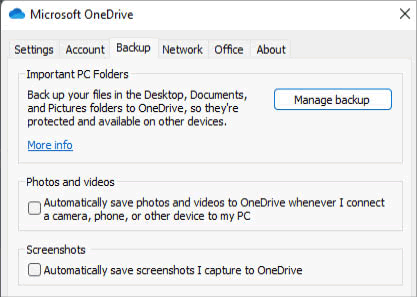 Microsoft OneDrive
Settings Account Backup Network Office About
Important PC Folders
Back up your files in the Desktop, Documents,
and Pictures folders to OneDrive, so they're
protected and available on other devices.
Manage backup
More info
Photos and videos
Automatically save photos and videos to OneDrive whenever I connect
a camera, phone, or other device to my PC
Screenshots
Automatically save screenshots I capture to OneDrive